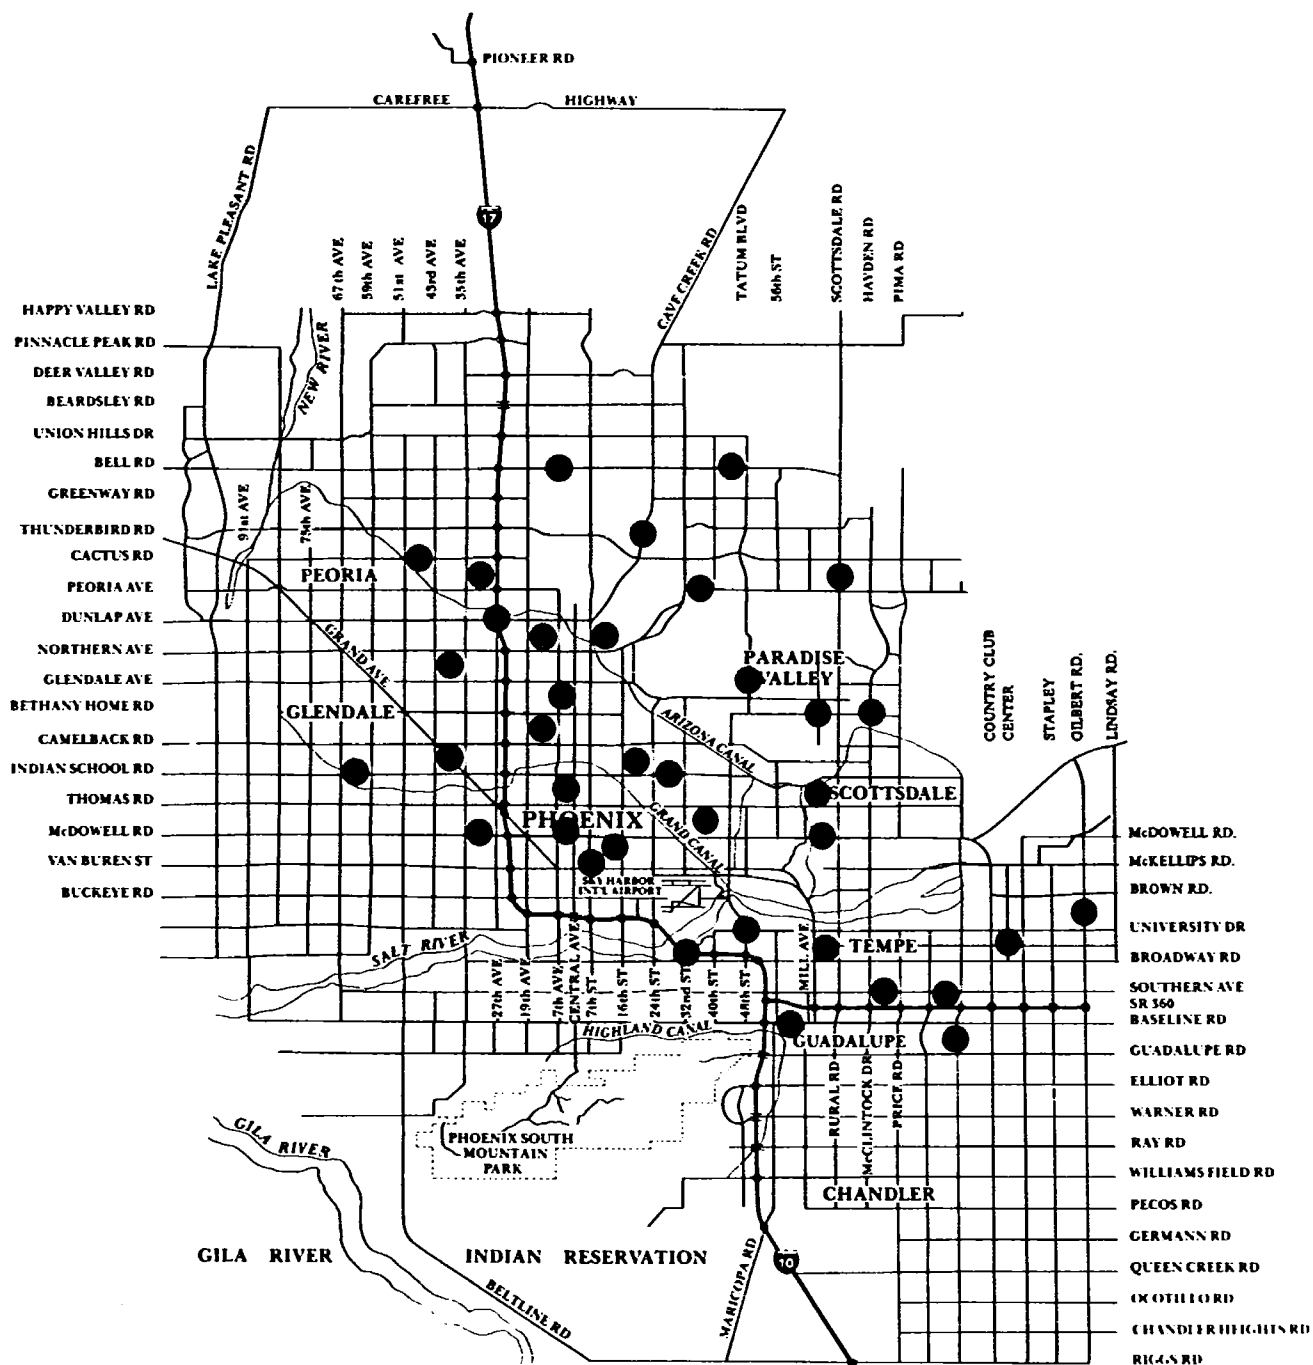 PIONEER RD
CAREFREE HIGHWAY
LAKE PLEASANT RD
17
CAVE CREEK RD
TATUM BLVD
56th ST
SCOTTSDALE RD
HAYDEN RD
PIMA RD
67th AVE
59th AVE
51st AVE
43rd AVE
35th AVE
HAPPY VALLEY RD
PINNACLE PEAK RD
DEER VALLEY RD
BEARDSLEY RD
UNION HILLS DR
BELL RD
GREENWAY RD
THUNDERBIRD RD
CACTUS RD
PEORIA AVE
DUNLAP AVE
NORTHERN AVE
GLENDALE AVE
BETHANY HOME RD
CAMELBACK RD
INDIAN SCHOOL RD
THOMAS RD
McDOWELL RD
VAN BUREN ST
BUCKEYE RD
NEW RIVER
91st AVE
75th AVE
PEORIA
GRAND AVE
GLENDALE
PARADISE
VALLEY
ARIZONA CANAL
SCOTTSDALE
PHOENIX
GRAND CANAL
SKY HARBOR
INT'L AIRPORT
COUNTRY CLUB
CENTER
STAPLEY
GILBERT RD.
LINDSAY RD.
McDOWELL RD.
McKELLIPS RD.
BROWN RD.
UNIVERSITY DR
BROADWAY RD
SOUTHERN AVE
SR 360
BASELINE RD
GUADALUPE RD
ELLIOT RD
WARNER RD
RAY RD
WILLIAMS FIELD RD
PECOS RD
GERMANN RD
QUEEN CREEK RD
OCOTILLO RD
CHANDLER HEIGHTS RD
RIGGS RD
SALT RIVER
27th AVE
19th AVE
7th AVE
CENTRAL AVE
7th ST
16th ST
24th ST
32nd ST
40th ST
48th ST
MILL AVE
TEMPE
HIGHLAND CANAL
GUADALUPE
RURAL RD
McCLINTOCK DR
PRICE RD
PHOENIX SOUTH
MOUNTAIN
PARK
CHANDLER
GILA RIVER
GILA RIVER INDIAN RESERVATION
BELTLINE RD
MARICOPA RD
10